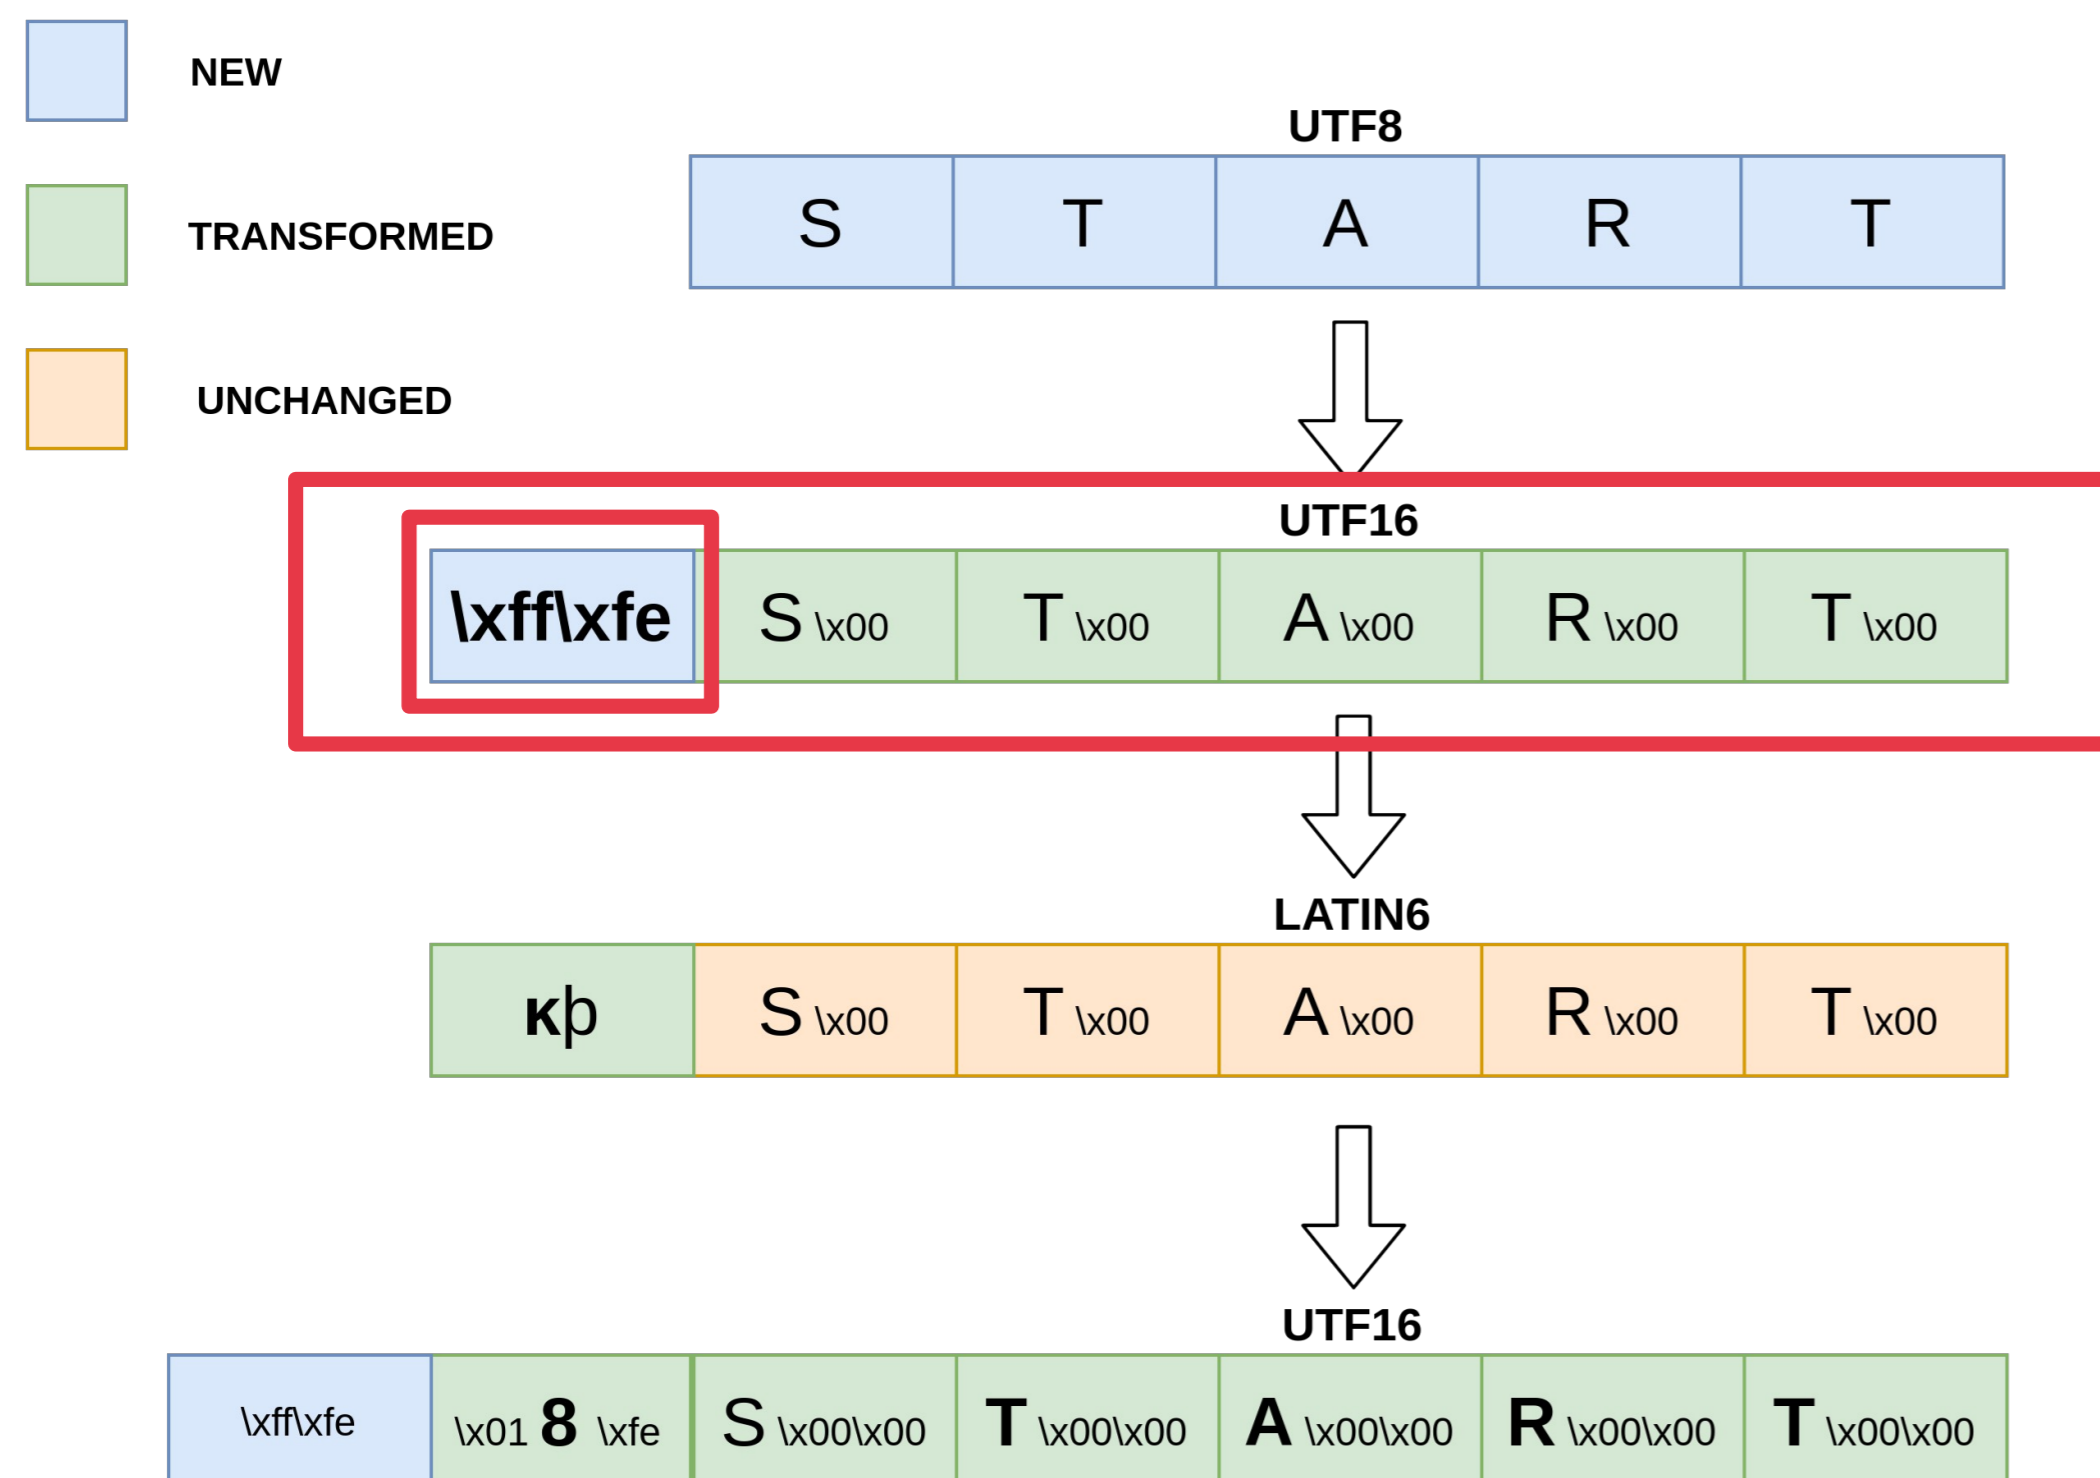 NEW
UTF8
S T A R T
TRANSFORMED
UNCHANGED
UTF16
\xff\xfe S \x00 T \x00 A \x00 R \x00 T \x00
LATIN6
ĸþ S \x00 T \x00 A \x00 R \x00 T \x00
UTF16
\xff\xfe \x01 8 \xfe S \x00\x00 T \x00\x00 A \x00\x00 R \x00\x00 T \x00\x00